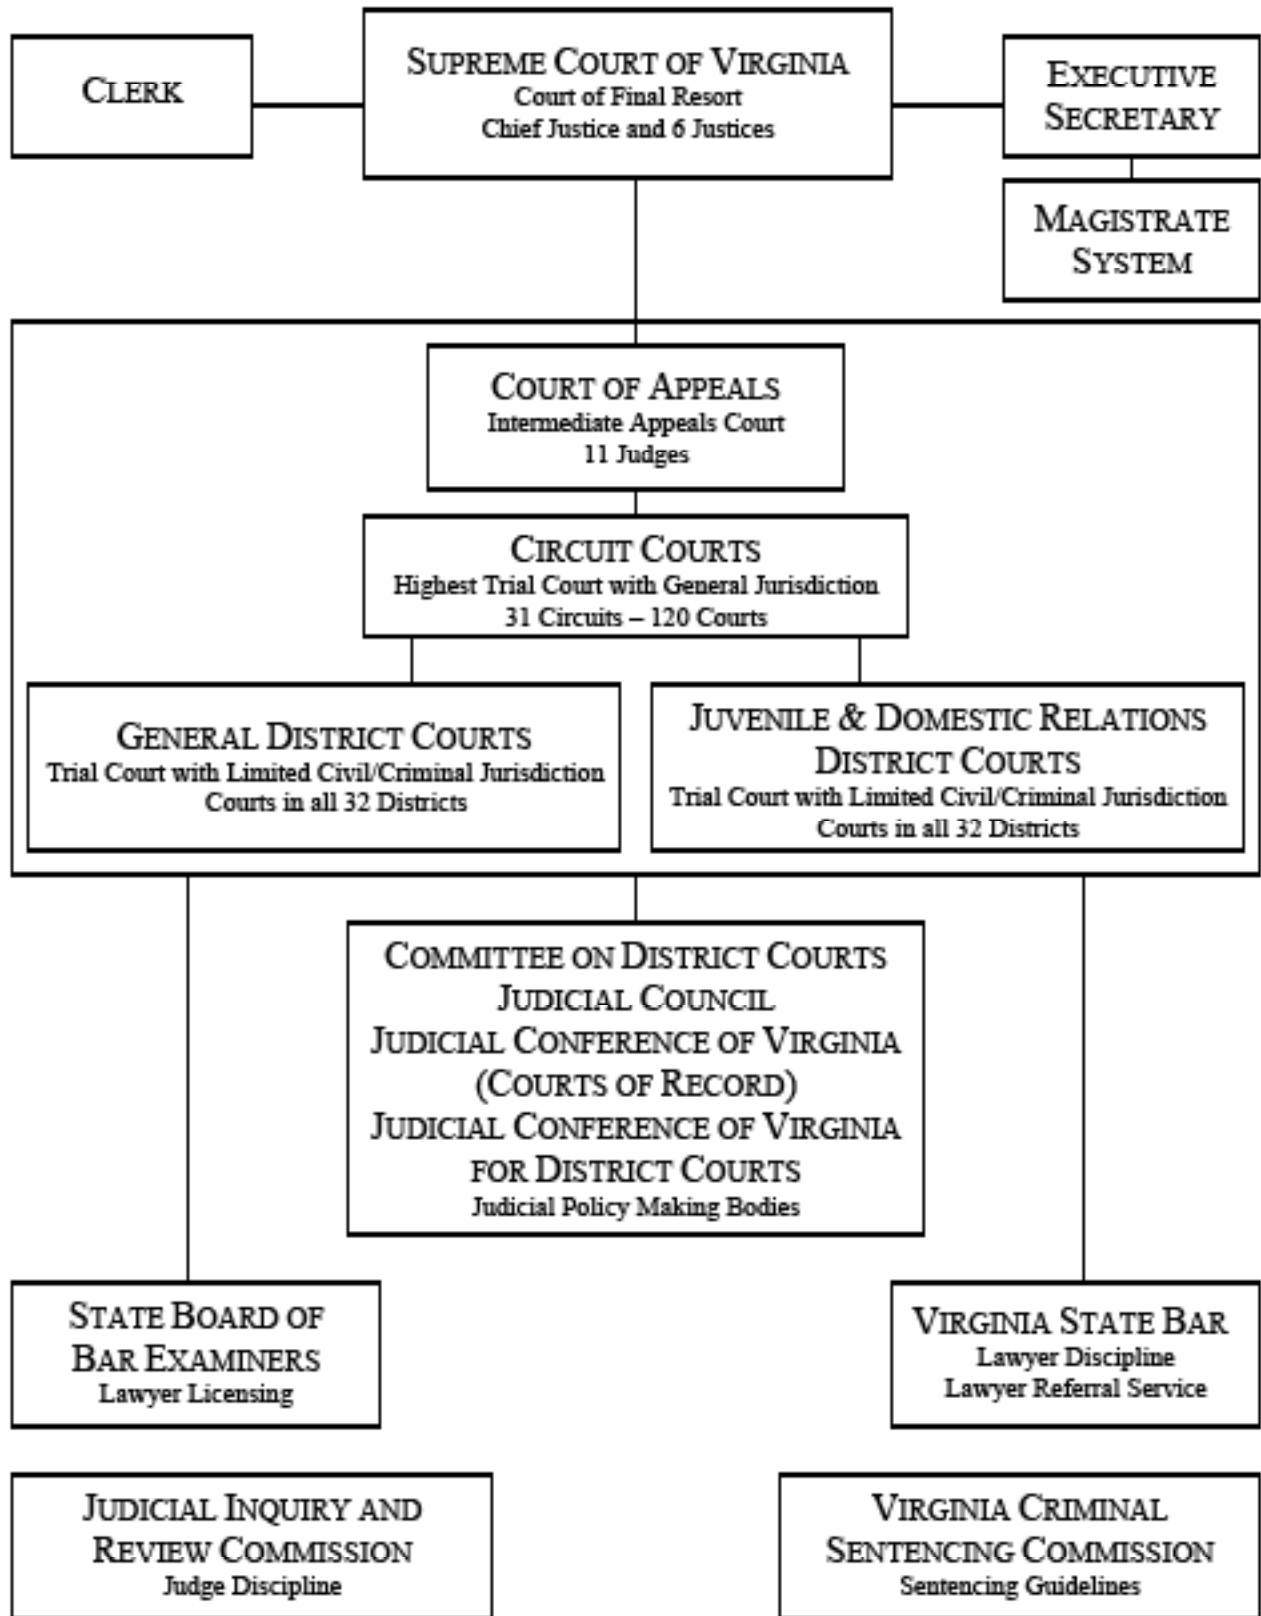 CLERK
SUPREME COURT OF VIRGINIA
Court of Final Resort
Chief Justice and 6 Justices
EXECUTIVE
SECRETARY
MAGISTRATE
SYSTEM
COURT OF APPEALS
Intermediate Appeals Court
11 Judges
CIRCUIT COURTS
Highest Trial Court with General Jurisdiction
31 Circuits – 120 Courts
GENERAL DISTRICT COURTS
Trial Court with Limited Civil/Criminal Jurisdiction
Courts in all 32 Districts
JUVENILE & DOMESTIC RELATIONS
DISTRICT COURTS
Trial Court with Limited Civil/Criminal Jurisdiction
Courts in all 32 Districts
COMMITTEE ON DISTRICT COURTS
JUDICIAL COUNCIL
JUDICIAL CONFERENCE OF VIRGINIA
(COURTS OF RECORD)
JUDICIAL CONFERENCE OF VIRGINIA
FOR DISTRICT COURTS
Judicial Policy Making Bodies
STATE BOARD OF
BAR EXAMINERS
Lawyer Licensing
VIRGINIA STATE BAR
Lawyer Discipline
Lawyer Referral Service
JUDICIAL INQUIRY AND
REVIEW COMMISSION
Judge Discipline
VIRGINIA CRIMINAL
SENTENCING COMMISSION
Sentencing Guidelines